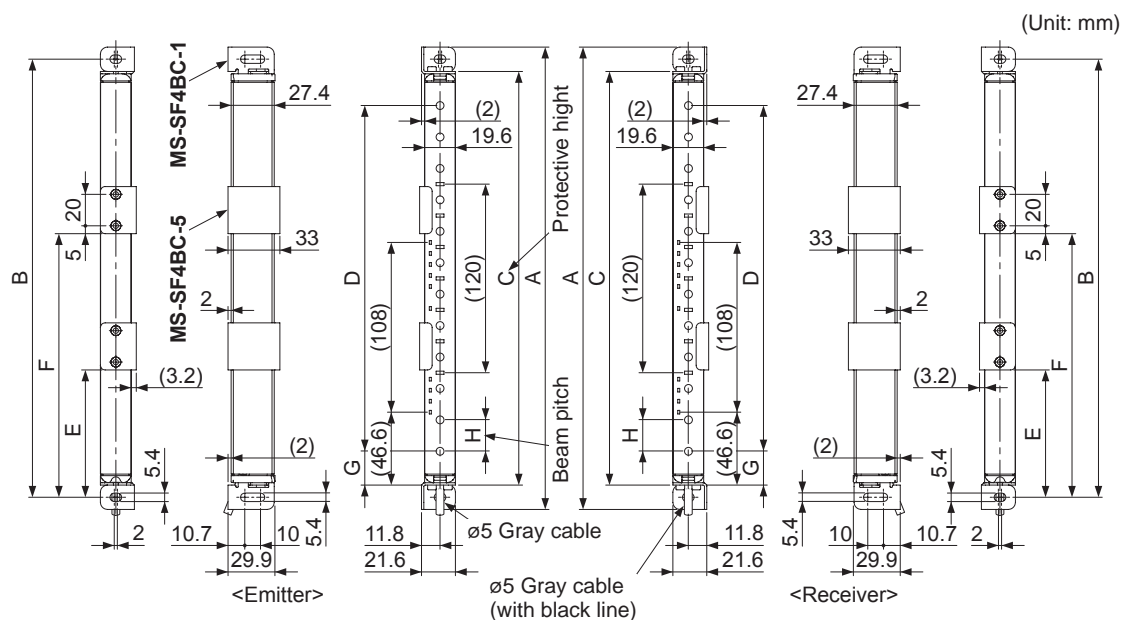 (Unit: mm)
MS-SF4BC-1
27.4
(2)
19.6
Protective hight
27.4
(2)
19.6
20
5
MS-SF4BC-5
33
2
B
F
E
(3.2)
D
(108)
(120)
C
A
A
C
(120)
(108)
D
33
2
20
5
B
F
E
(3.2)
5.4
(2)
G
(46.6)
H
Beam pitch
H
(46.6)
G
(2)
5.4
2
10.7
10
5.4
29.9
11.8
21.6
ø5 Gray cable
11.8
21.6
5.4
10
10.7
29.9
2
<Emitter>
ø5 Gray cable
(with black line)
<Receiver>